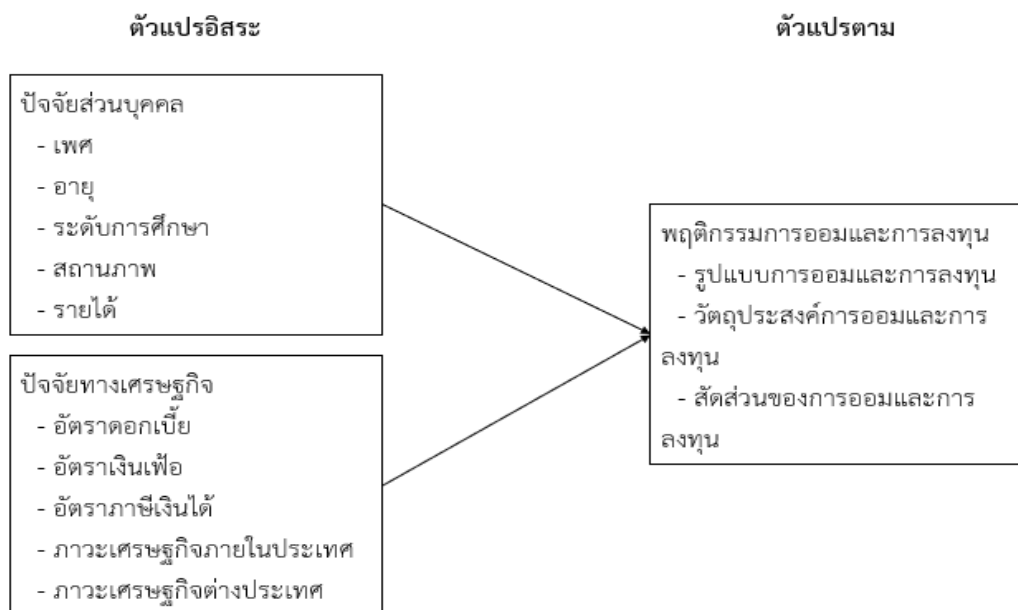 ตัวแปรอิสระ
ตัวแปรตาม
ปัจจัยส่วนบุคคล
- เพศ
- อายุ
- ระดับการศึกษา
- สถานภาพ
- รายได้
ปัจจัยทางเศรษฐกิจ
- อัตราดอกเบี้ย
- อัตราเงินเฟ้อ
- อัตราภาษีเงินได้
- ภาวะเศรษฐกิจภายในประเทศ
- ภาวะเศรษฐกิจต่างประเทศ
พฤติกรรมการออมและการลงทุน
- รูปแบบการออมและการลงทุน
- วัตถุประสงค์การออมและการ
ลงทุน
- สัดส่วนของการออมและการ
ลงทุน